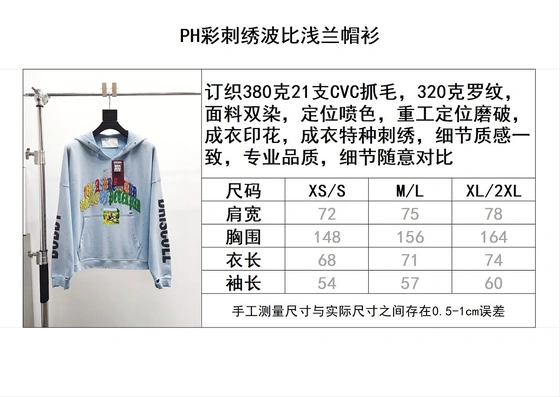 PH彩刺绣波比浅兰帽衫
订织380克21支CVC抓毛，320克罗纹，
面料双染，定位喷色，重工定位磨破，
成衣印花，成衣特种刺绣，细节质感一
致，专业品质，细节随意对比
尺码 XS/S M/L XL/2XL
肩宽 72 75 78
胸围 148 156 164
衣长 68 71 74
袖长 54 57 60
手工测量尺寸与实际尺寸之间存在0.5-1cm误差
BOBBY
DRISCOLL